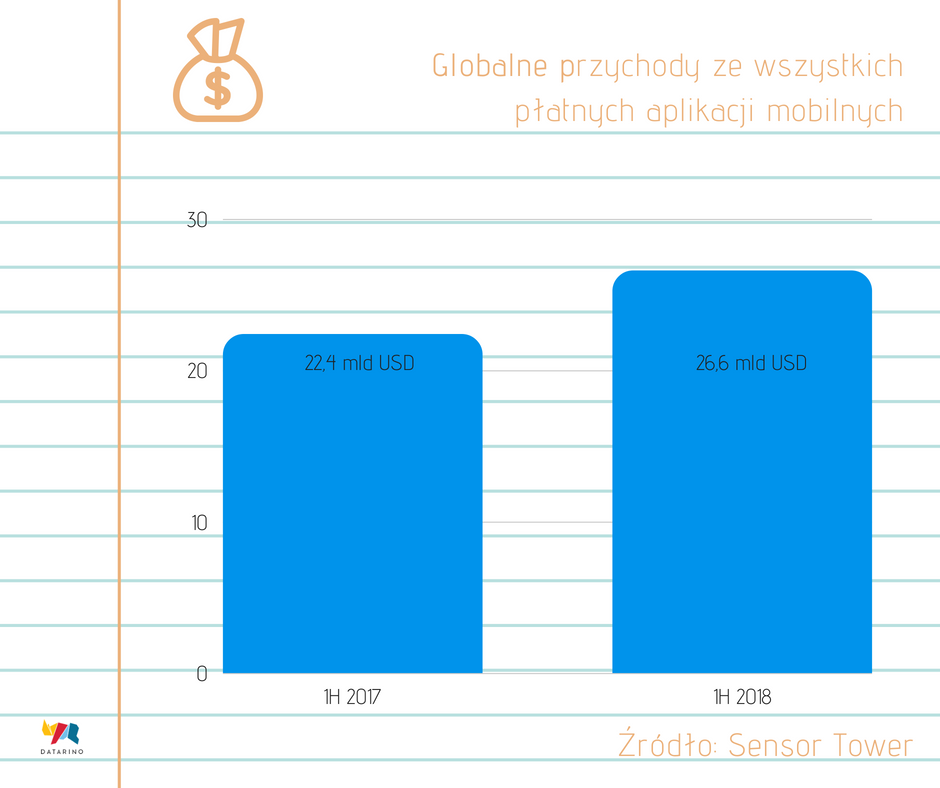 $
Globalne przychody ze wszystkich
płatnych aplikacji mobilnych
30
20
10
0
22,4 mld USD
26,6 mld USD
1H 2017
1H 2018
DATARINO
Źródło: Sensor Tower